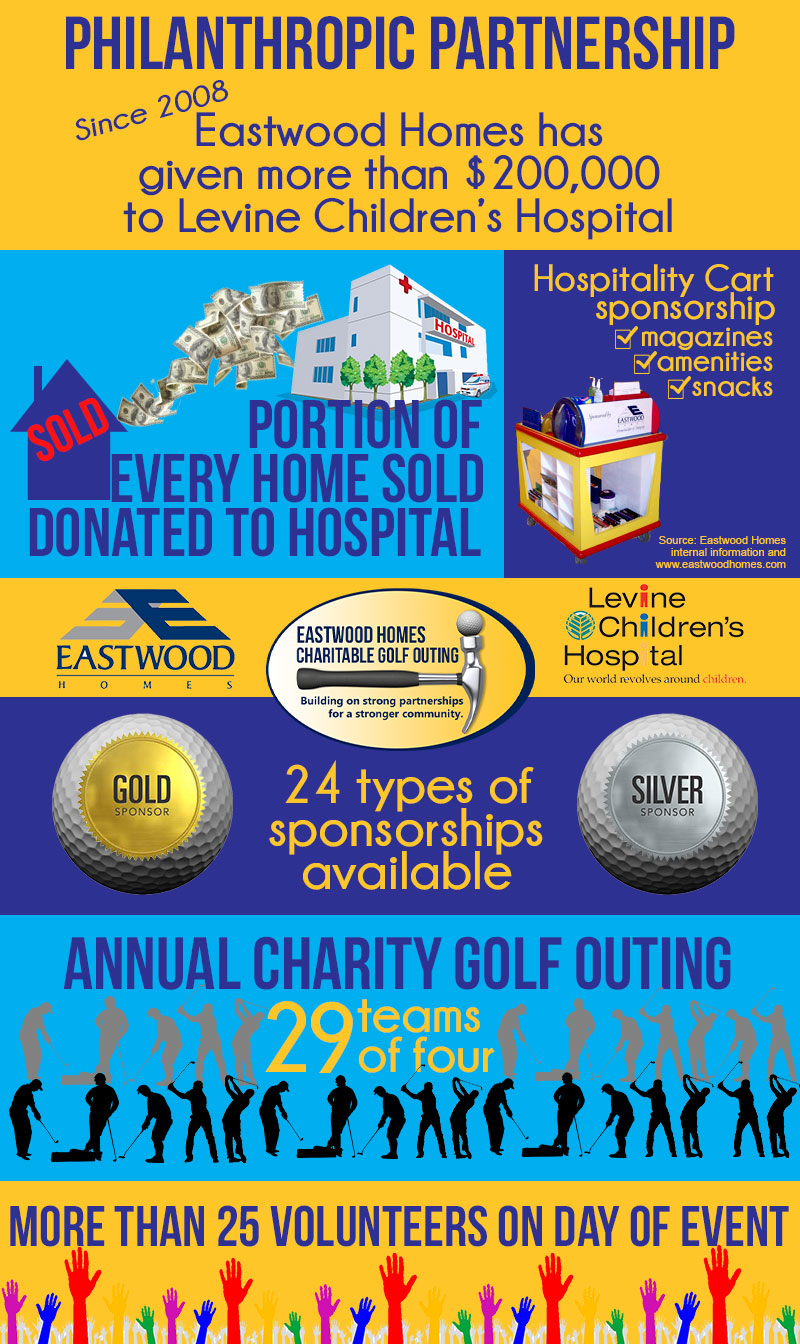 PHILANTHROPIC PARTNERSHIP
Since 2008
Eastwood Homes has
given more than $200,000
to Levine Children's Hospital
HOSPITAL
SOLD
PORTION OF
EVERY HOME SOLD
DONATED TO HOSPITAL
Hospitality Cart
sponsorship
magazines
amenities
snacks
Sponsored by
EASTWOOD
Source: Eastwood Homes
internal information and
www.eastwoodhomes.com
EASTWOOD
HOMES
EASTWOOD HOMES
CHARITABLE GOLF OUTING
Building on strong partnerships
for a stronger community.
Levine
Children's
Hosp tal
Our world revolves around children.
GOLD
SPONSOR
24 types of
sponsorships
available
SILVER
SPONSOR
ANNUAL CHARITY GOLF OUTING
29 teams
of four
MORE THAN 25 VOLUNTEERS ON DAY OF EVENT